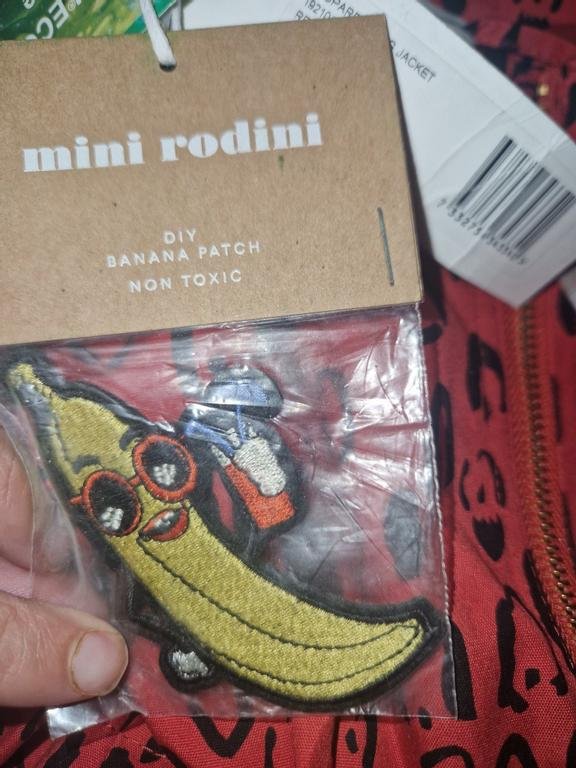 mini rodini
DIY
BANANA PATCH
NON TOXIC
JACKET